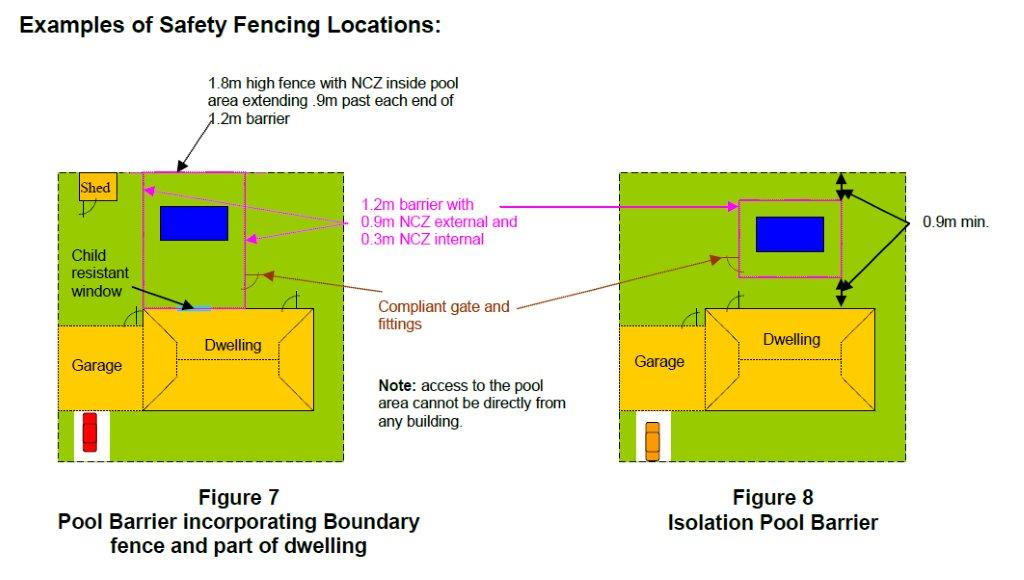 Examples of Safety Fencing Locations:
1.8m high fence with NCZ inside pool
area extending .9m past each end of
1.2m barrier
Shed
Child
resistant
window
Garage
Dwelling
1.2m barrier with
0.9m NCZ external and
0.3m NCZ internal
Compliant gate and
fittings
Note: access to the pool
area cannot be directly from
any building.
0.9m min.
Garage
Dwelling
Figure 7
Pool Barrier incorporating Boundary
fence and part of dwelling
Figure 8
Isolation Pool Barrier